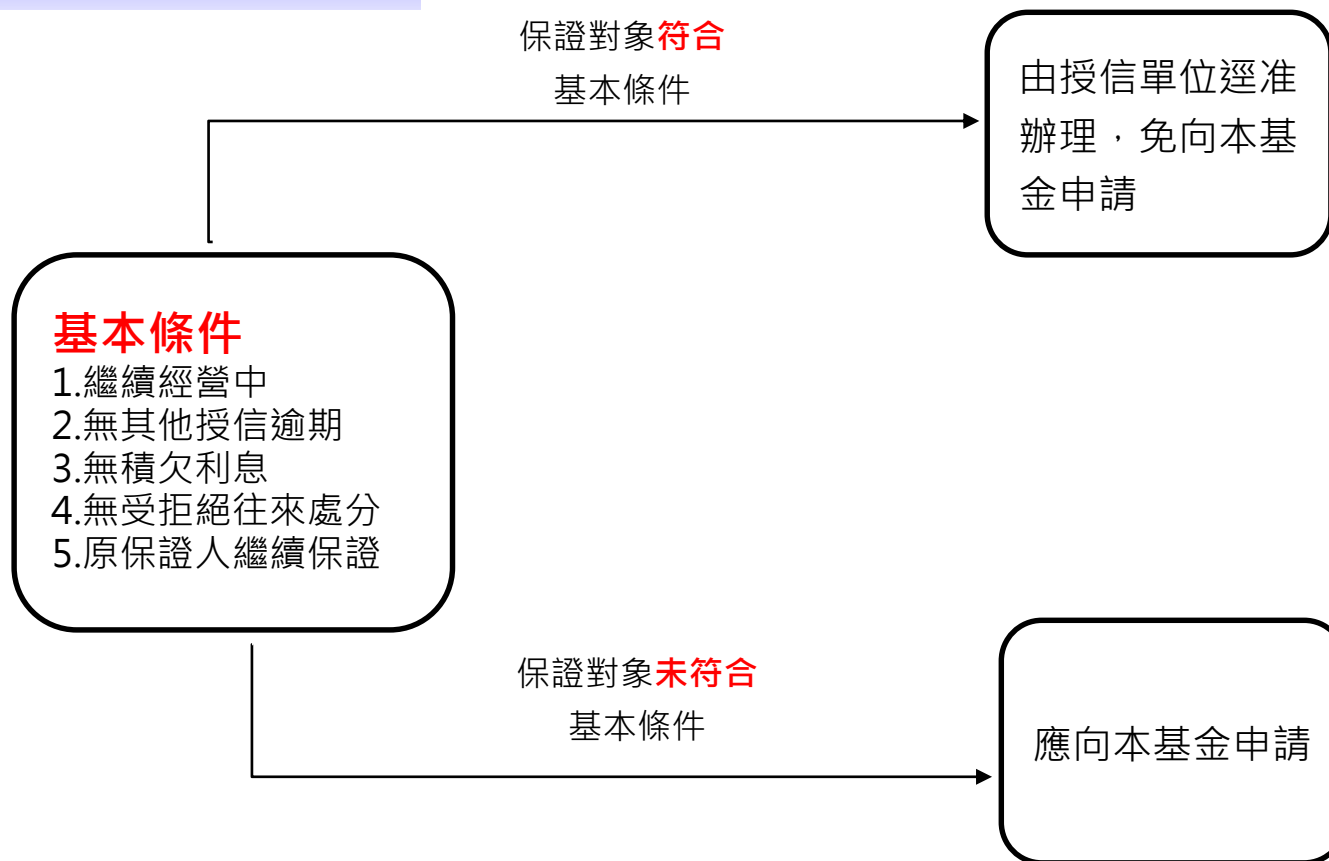 保證對象符合
基本條件
由授信單位逕准
辦理，免向本基
金申請
基本條件
1.繼續經營中
2.無其他授信逾期
3.無積欠利息
4.無受拒絕往來處分
5.原保證人繼續保證
保證對象未符合
基本條件
應向本基金申請